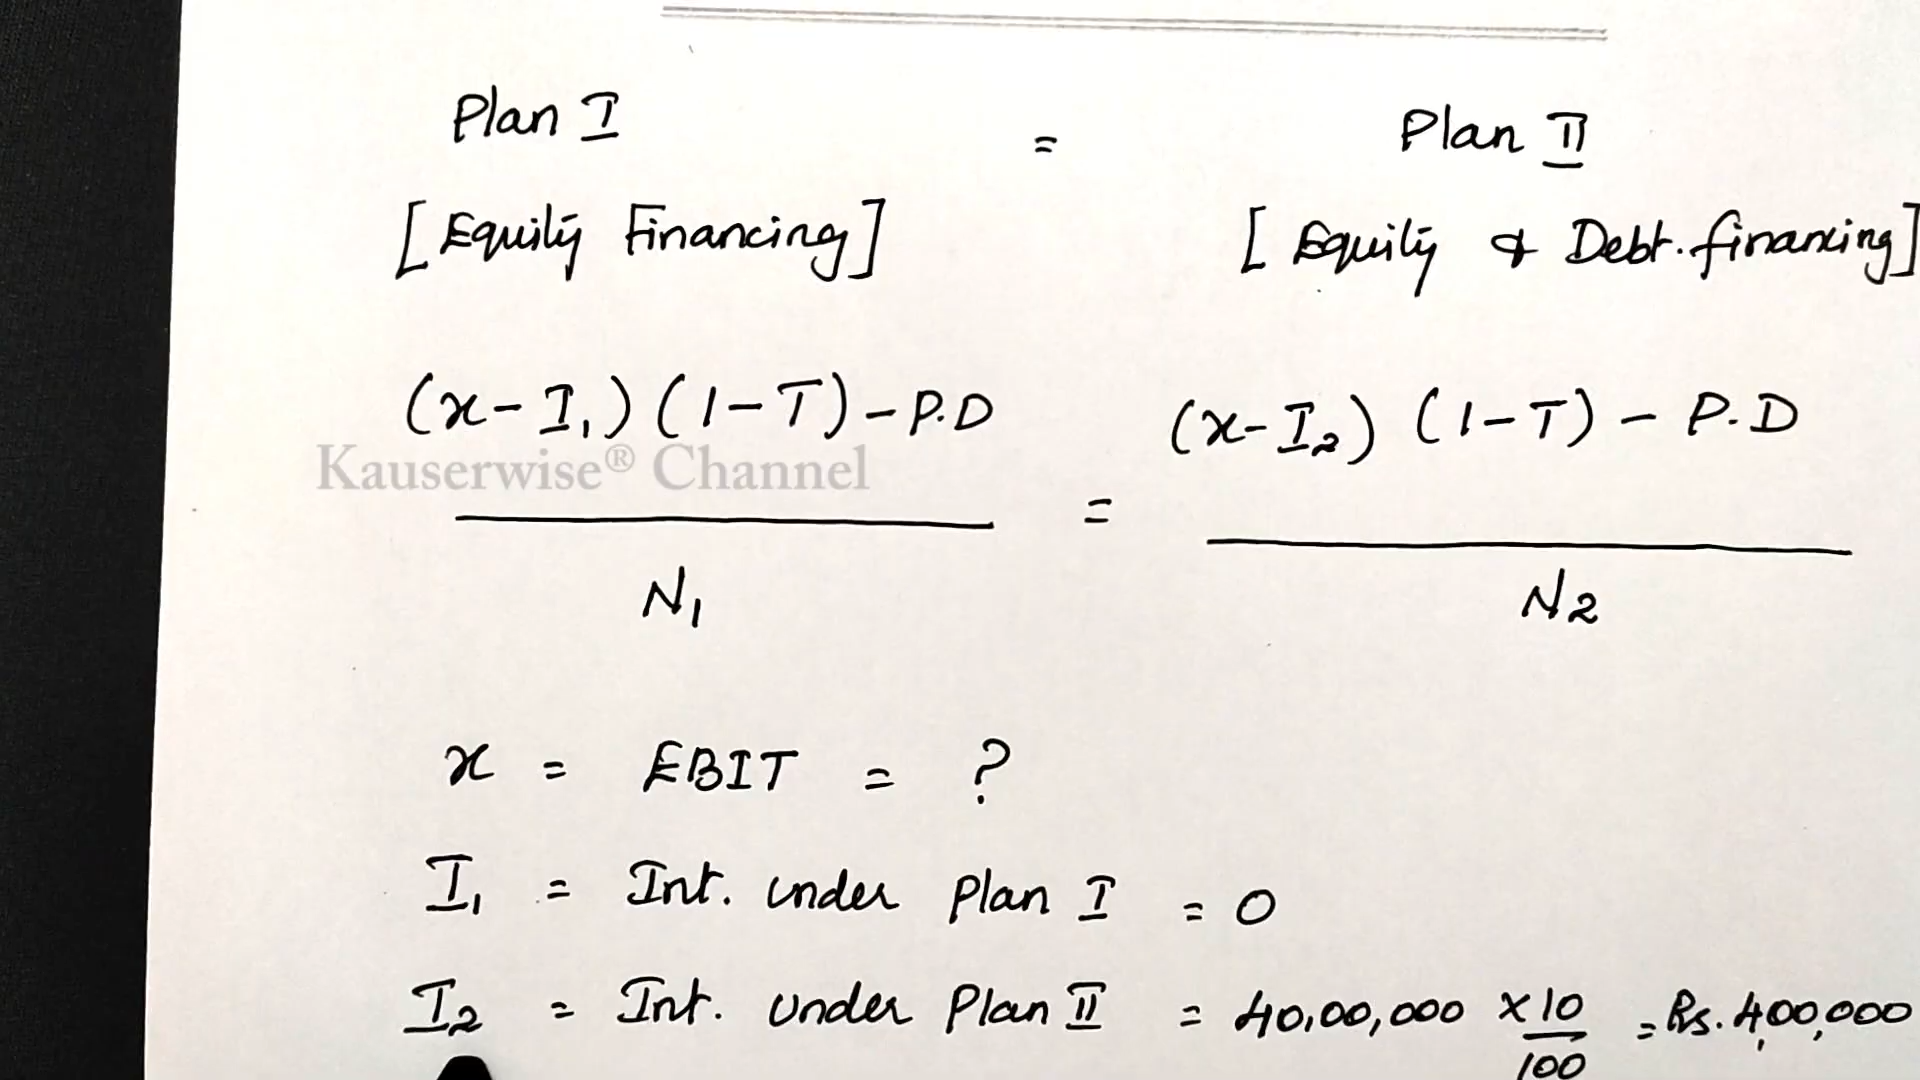 Plan I = Plan II
[Equity Financing] [Equity & Debt. financing]
(x-I₁) (1-T) - P.D = (x-I₂) (1-T) - P.D
Kauserwise® Channel
N₁ N₂
x = EBIT = ?
I₁ = Int. under Plan I = 0
I₂ = Int. under Plan II = 40,00,000 x 10 = Rs. 4,00,000
100